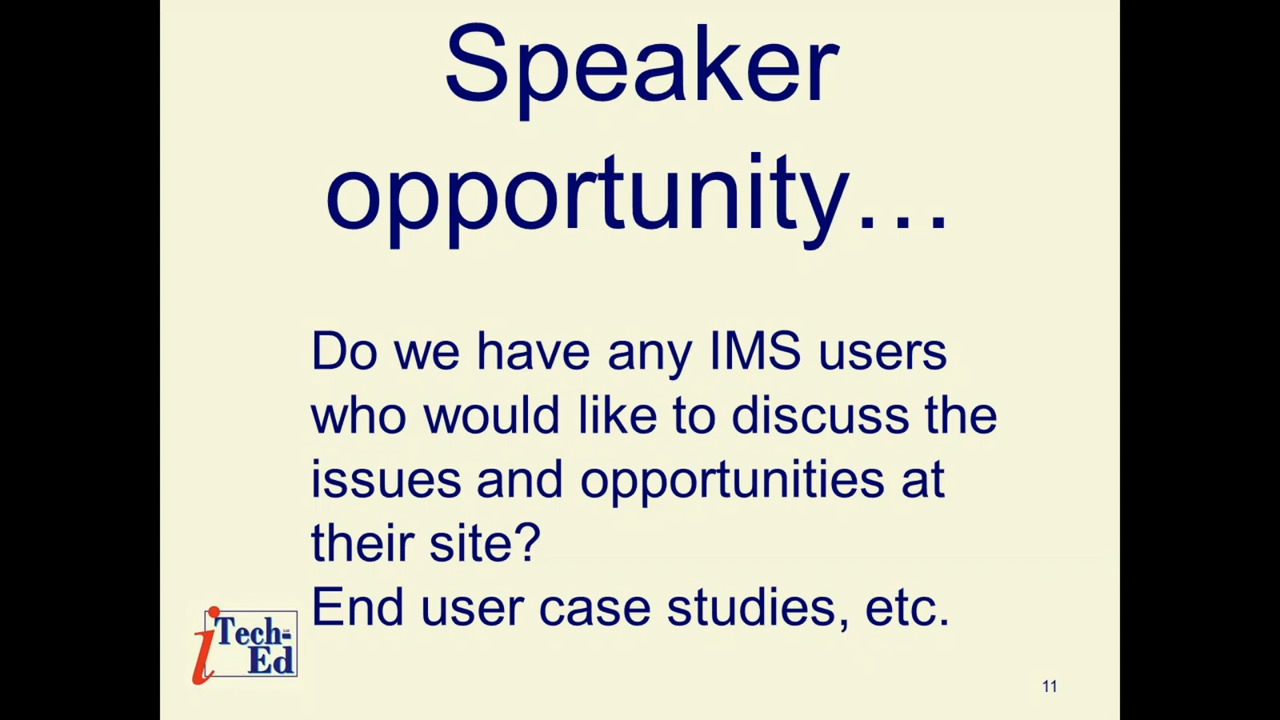 Speaker
opportunity…
Do we have any IMS users
who would like to discuss the
issues and opportunities at
their site?
End user case studies, etc.
iTech-
Ed
11